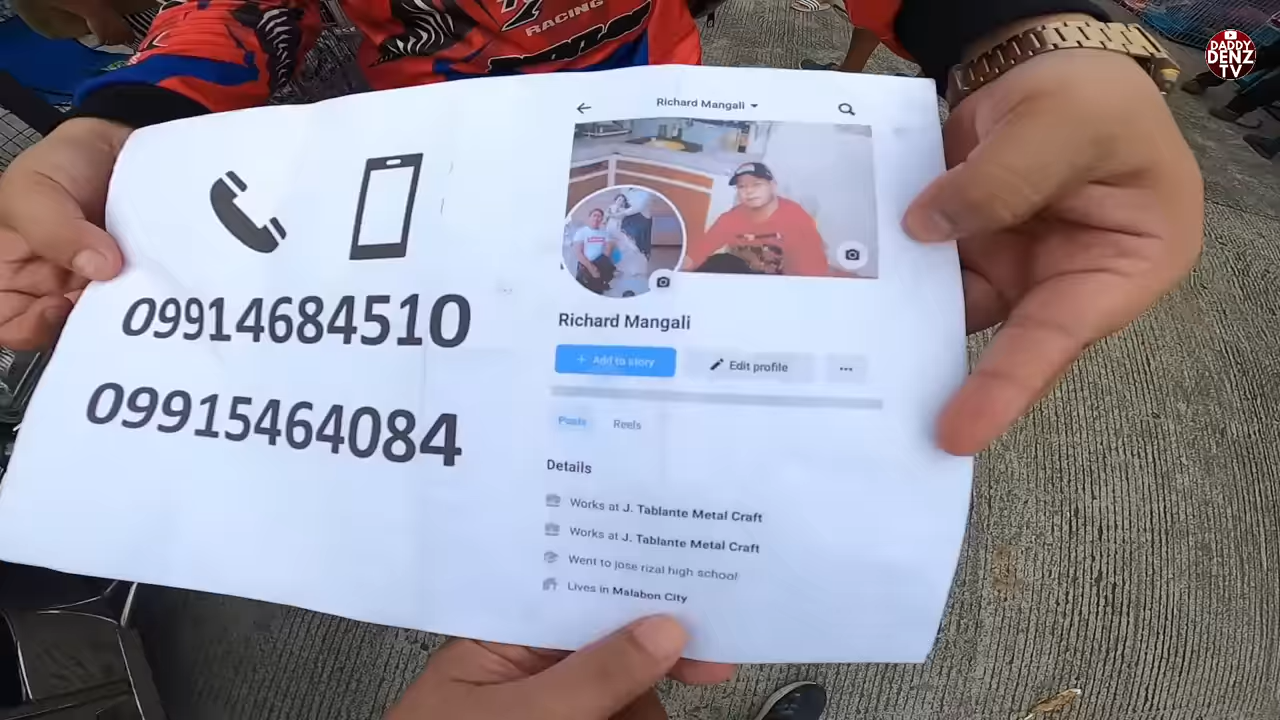 RACING
DADDY
DENZ
TV
09914684510
09915464084
Richard Mangali
Richard Mangali
+ Add to story
Edit profile
Posts Reels
Details
Works at J. Tablante Metal Craft
Works at J. Tablante Metal Craft
Went to jose rizal high school
Lives in Malabon City